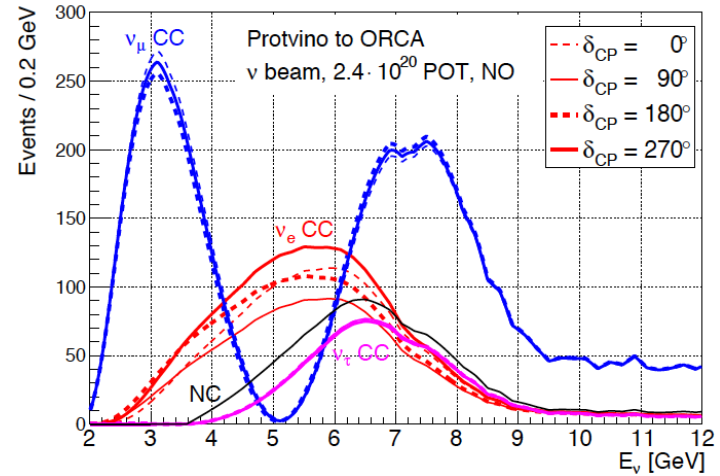 300
250
200
150
100
50
0
Events / 0.2 GeV
ν_μ CC
Protvino to ORCA
ν beam, 2.4 · 10²⁰ POT, NO
δ_CP = 0°
δ_CP = 90°
δ_CP = 180°
δ_CP = 270°
ν_e CC
NC
ν_τ CC
2 3 4 5 6 7 8 9 10 11 12
E_ν [GeV]